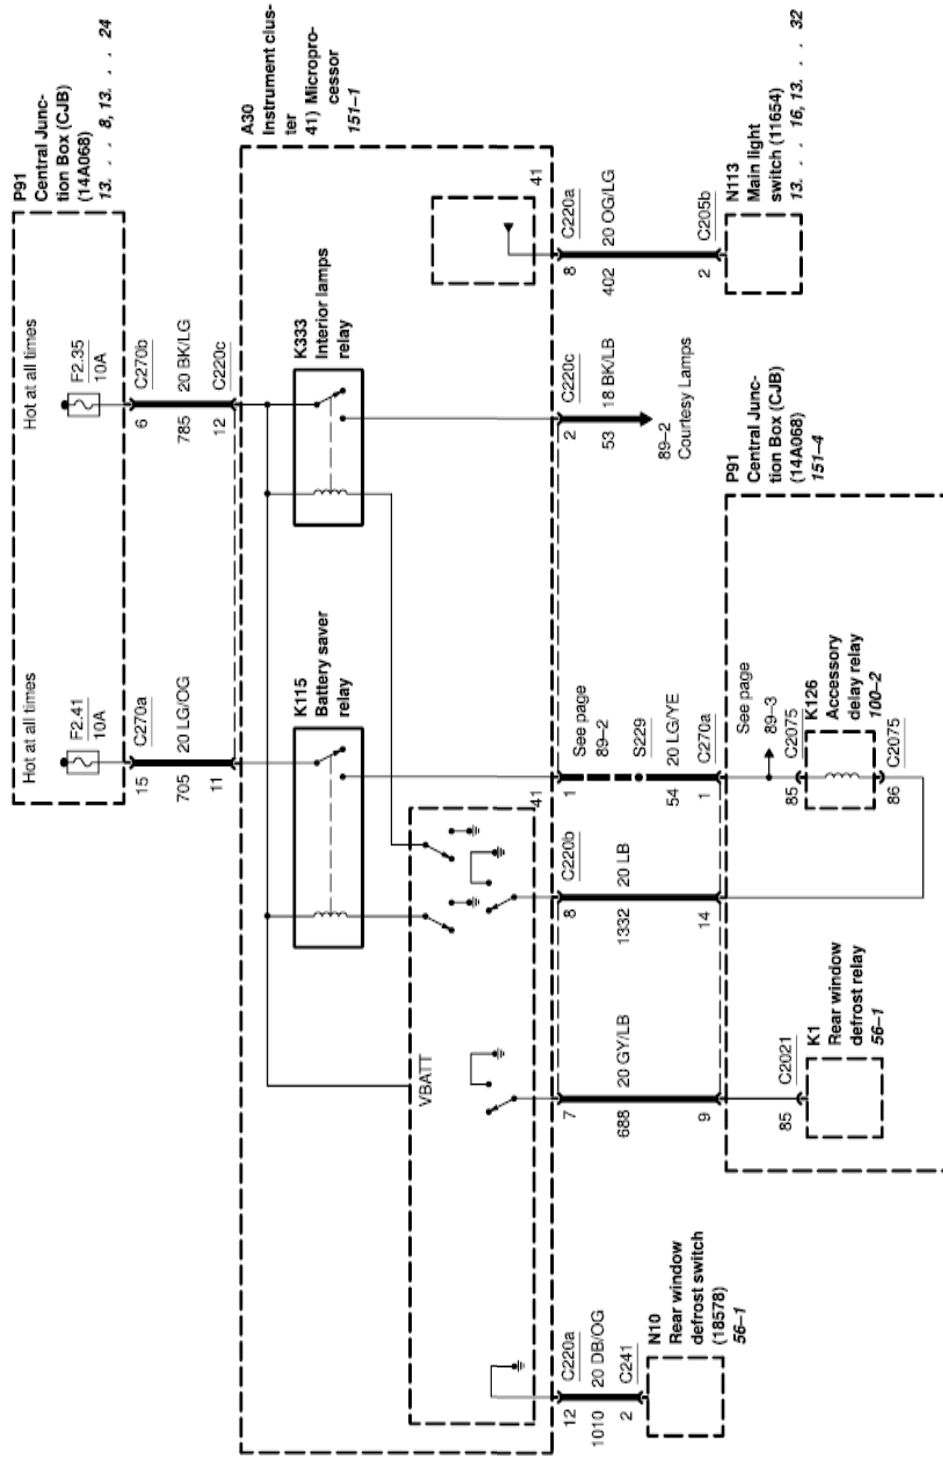 P91
Central Junc-
tion Box (CJB)
(14A068)
13. . . 8, 13. . . 24
Hot at all times
F2.41
10A
Hot at all times
F2.35
10A
15
C270a
705
20 LG/OG
11
6
C270b
785
20 BK/LG
12
C220c
A30
Instrument clus-
ter
41) Micropro-
cessor
151–1
K115
Battery saver
relay
K333
Interior lamps
relay
VBATT
41
41
12
C220a
1010
20 DB/OG
2
C241
N10
Rear window
defrost switch
(18578)
56–1
7
688
20 GY/LB
9
8
C220b
1332
20 LB
14
1
See page
89–2
S229
54
20 LG/YE
1
C270a
2
C220c
53
18 BK/LB
89–2
Courtesy Lamps
8
C220a
402
20 OG/LG
2
C205b
N113
Main light
switch (11654)
13. . . 16, 13. . . 32
P91
Central Junc-
tion Box (CJB)
(14A068)
151–4
See page
89–3
85
C2075
K126
Accessory
delay relay
100–2
86
C2075
85
C2021
K1
Rear window
defrost relay
56–1